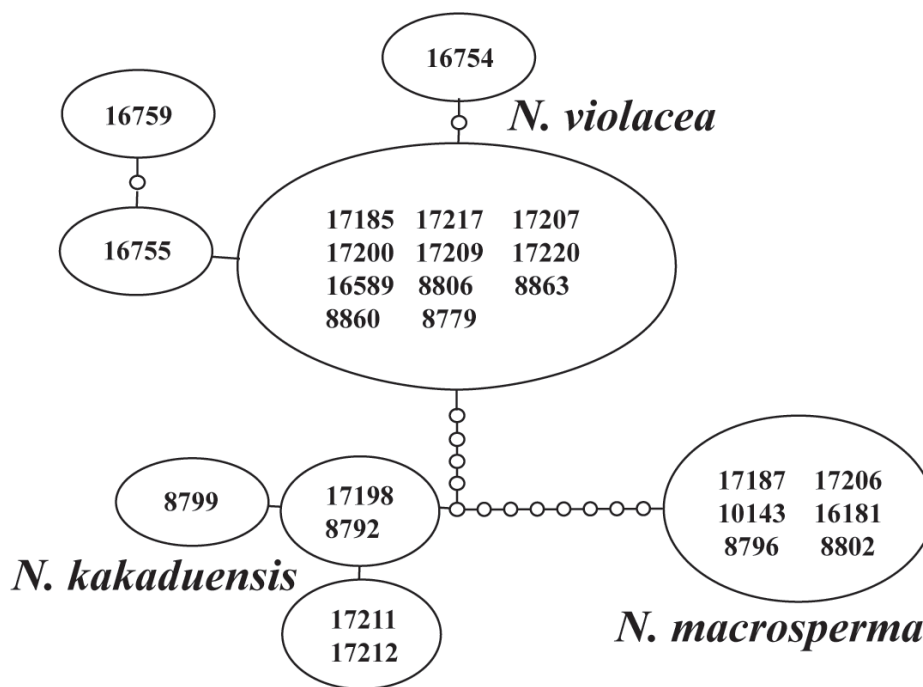 16754
N. violacea
16759
16755
17185 17217 17207
17200 17209 17220
16589 8806 8863
8860 8779
8799
17198
8792
N. kakaduensis
17211
17212
17187 17206
10143 16181
8796 8802
N. macrosperma